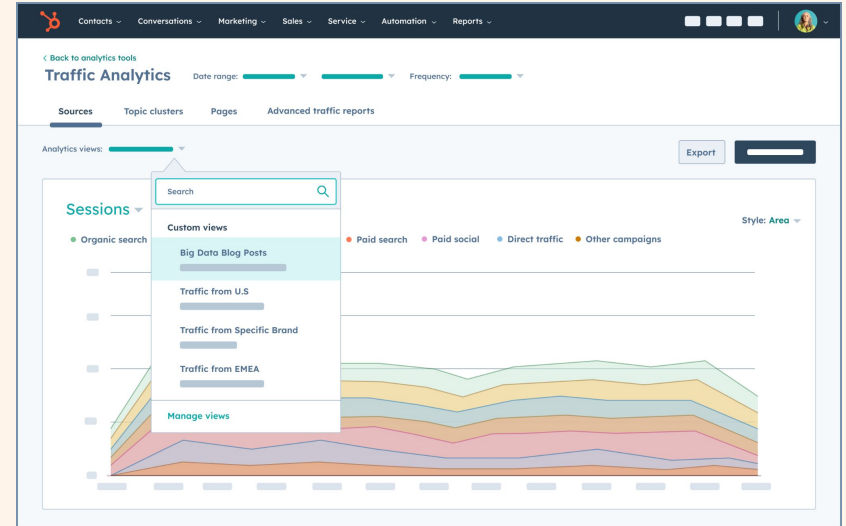 Contacts Conversations Marketing Sales Service Automation Reports
Back to analytics tools
Traffic Analytics Date range: Frequency:
Sources Topic clusters Pages Advanced traffic reports
Analytics views: Export
Search
Sessions Style: Area
Custom views
Organic search Paid search Paid social Direct traffic Other campaigns
Big Data Blog Posts
Traffic from U.S
Traffic from Specific Brand
Traffic from EMEA
Manage views